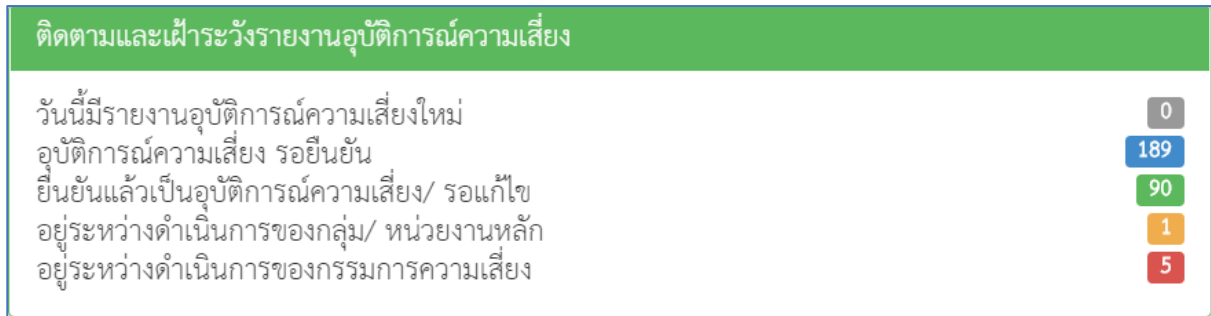 ติดตามและเฝ้าระวังรายงานอุบัติการณ์ความเสี่ยง
วันนี้มีรายงานอุบัติการณ์ความเสี่ยงใหม่ 0
อุบัติการณ์ความเสี่ยง รอยืนยัน 189
ยืนยันแล้วเป็นอุบัติการณ์ความเสี่ยง/ รอแก้ไข 90
อยู่ระหว่างดำเนินการของกลุ่ม/ หน่วยงานหลัก 1
อยู่ระหว่างดำเนินการของกรรมการความเสี่ยง 5